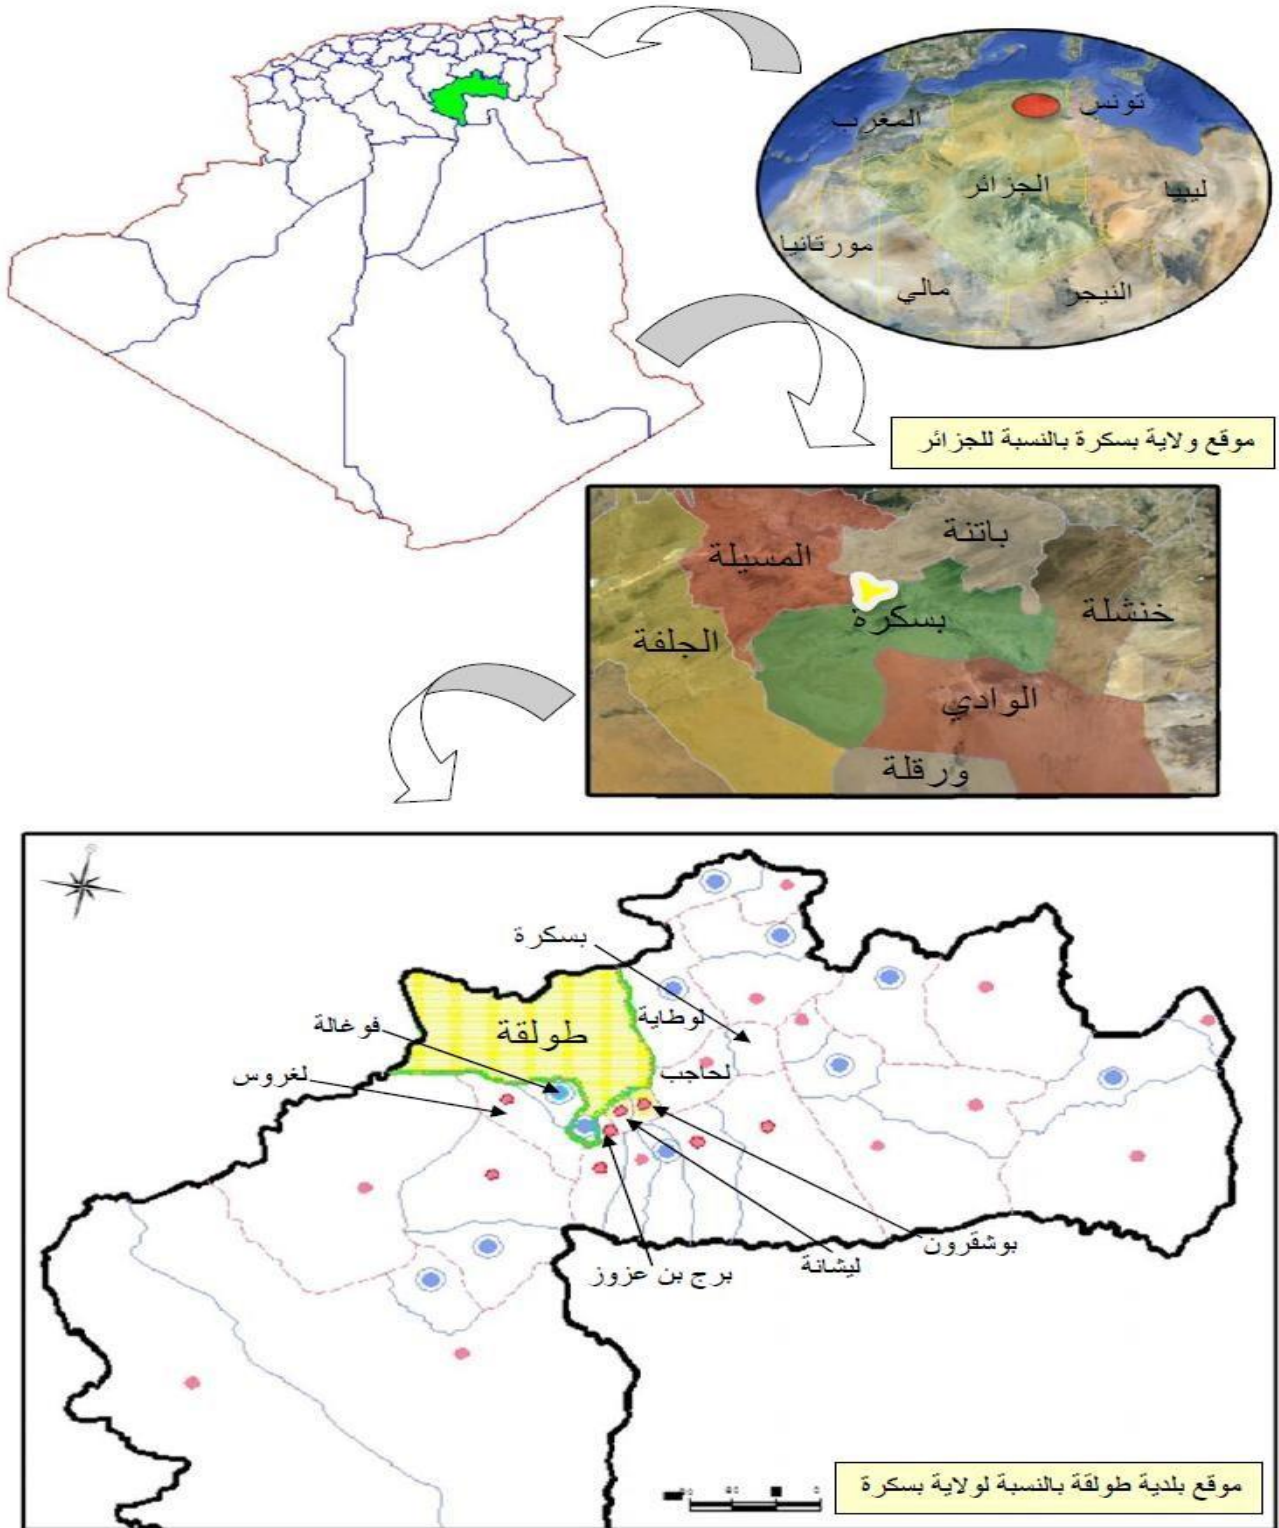 تونس
المغرب
الجزائر
ليبيا
مورتانيا
مالي
النيجر
موقع ولاية بسكرة بالنسبة للجزائر
باتنة
المسيلة
خنشلة
بسكرة
الجلفة
الوادي
ورقلة
بسكرة
لوطاية
فوغالة
طولقة
لحاجب
لغروس
بوشقرون
ليشانة
برج بن عزوز
موقع بلدية طولقة بالنسبة لولاية بسكرة